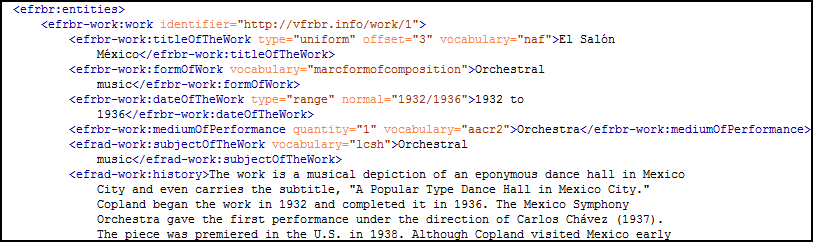 <efrbr:entities>
<efrbr-work:work identifier="http://vfrbr.info/work/1">
<efrbr-work:titleOfTheWork type="uniform" offset="3" vocabulary="naf">El Salón
México</efrbr-work:titleOfTheWork>
<efrbr-work:formOfWork vocabulary="marcformofcomposition">Orchestral
music</efrbr-work:formOfWork>
<efrbr-work:dateOfTheWork type="range" normal="1932/1936">1932 to
1936</efrbr-work:dateOfTheWork>
<efrbr-work:mediumOfPerformance quantity="1" vocabulary="aacr2">Orchestra</efrbr-work:mediumOfPerformance>
<efrad-work:subjectOfTheWork vocabulary="lcsh">Orchestral
music</efrad-work:subjectOfTheWork>
<efrad-work:history>The work is a musical depiction of an eponymous dance hall in Mexico
City and even carries the subtitle, "A Popular Type Dance Hall in Mexico City."
Copland began the work in 1932 and completed it in 1936. The Mexico Symphony
Orchestra gave the first performance under the direction of Carlos Chávez (1937).
The piece was premiered in the U.S. in 1938. Although Copland visited Mexico early